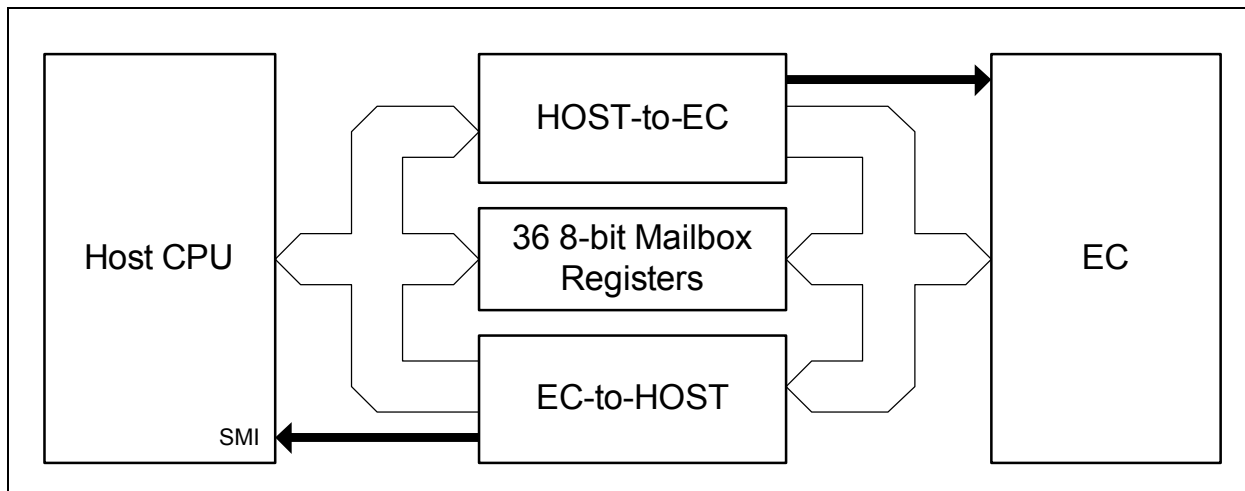 HOST-to-EC
Host CPU
36 8-bit Mailbox
Registers
EC
EC-to-HOST
SMI